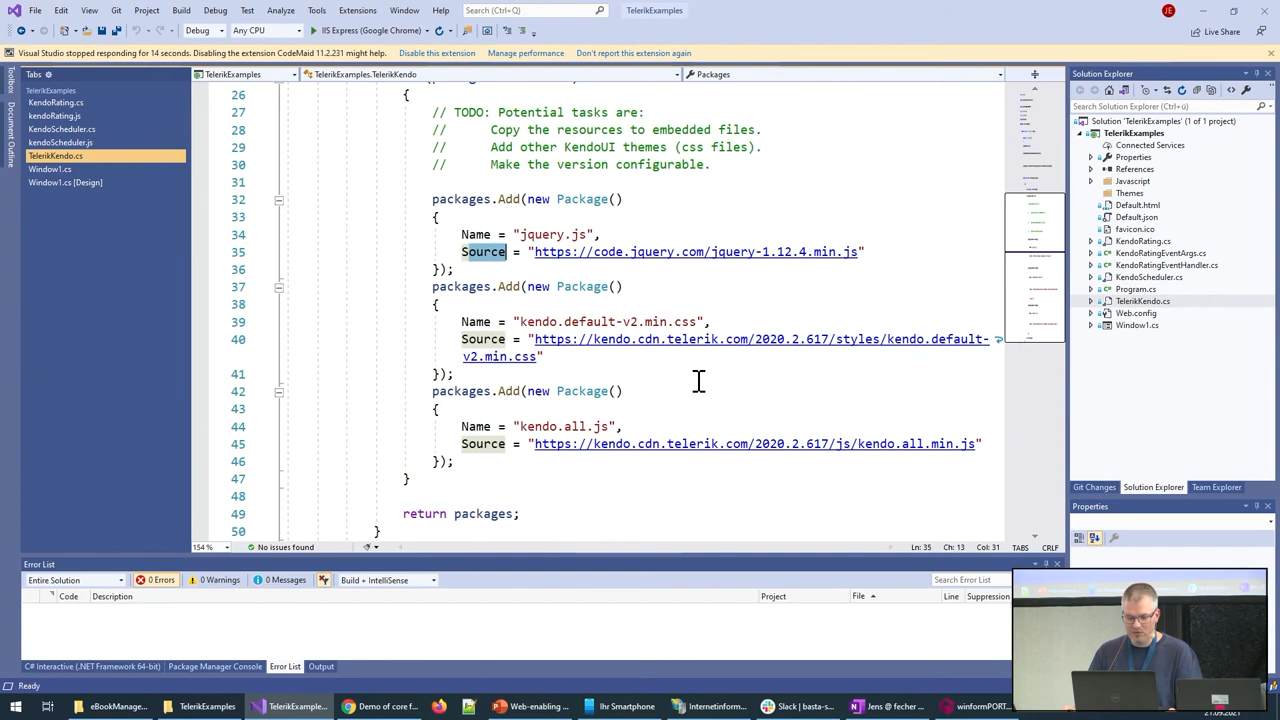 File Edit View Git Project Build Debug Test Analyze Tools Extensions Window Help Search (Ctrl+Q) TelerikExamples JE
Debug Any CPU IIS Express (Google Chrome) Live Share
Visual Studio stopped responding for 14 seconds. Disabling the extension CodeMaid 11.2.231 might help. Disable this extension Manage performance Don't report this extension again
Toolbox
Document Outline
Tabs
TelerikExamples
KendoRating.cs
kendoRating.js
KendoScheduler.cs
kendoScheduler.js
TelerikKendo.cs
Window1.cs
Window1.cs [Design]
TelerikExamples TelerikExamples.TelerikKendo Packages
26 {
27 // TODO: Potential tasks are:
28 // Copy the resources to embedded files.
29 // Add other KendoUI themes (css files).
30 // Make the version configurable.
31
32 packages.Add(new Package()
33 {
34 Name = "jquery.js",
35 Source = "https://code.jquery.com/jquery-1.12.4.min.js"
36 });
37 packages.Add(new Package()
38 {
39 Name = "kendo.default-v2.min.css",
40 Source = "https://kendo.cdn.telerik.com/2020.2.617/styles/kendo.default-
v2.min.css"
41 });
42 packages.Add(new Package()
43 {
44 Name = "kendo.all.js",
45 Source = "https://kendo.cdn.telerik.com/2020.2.617/js/kendo.all.min.js"
46 });
47 }
48
49 return packages;
50 }
154 % No issues found Ln: 35 Ch: 13 Col: 31 TABS CRLF
Solution Explorer
Search Solution Explorer (Ctrl+ü)
Solution 'TelerikExamples' (1 of 1 project)
TelerikExamples
Connected Services
Properties
References
Javascript
Themes
Default.html
Default.json
favicon.ico
KendoRating.cs
KendoRatingEventArgs.cs
KendoRatingEventHandler.cs
KendoScheduler.cs
Program.cs
TelerikKendo.cs
Web.config
Window1.cs
Git Changes Solution Explorer Team Explorer
Properties
Error List
Entire Solution 0 Errors 0 Warnings 0 Messages Build + IntelliSense Search Error List
Code Description Project File Line Suppression
C# Interactive (.NET Framework 64-bit) Package Manager Console Error List Output
Ready
eBookManage... TelerikExamples TelerikExample... Demo of core f... Web-enabling ... Ihr Smartphone Internetinform... Slack | basta-s... Jens @ fecher ... winformPORT...
21.09.2021